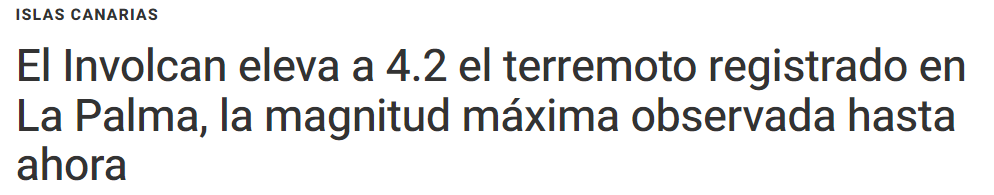 ISLAS CANARIAS
El Involcan eleva a 4.2 el terremoto registrado en
La Palma, la magnitud máxima observada hasta
ahora